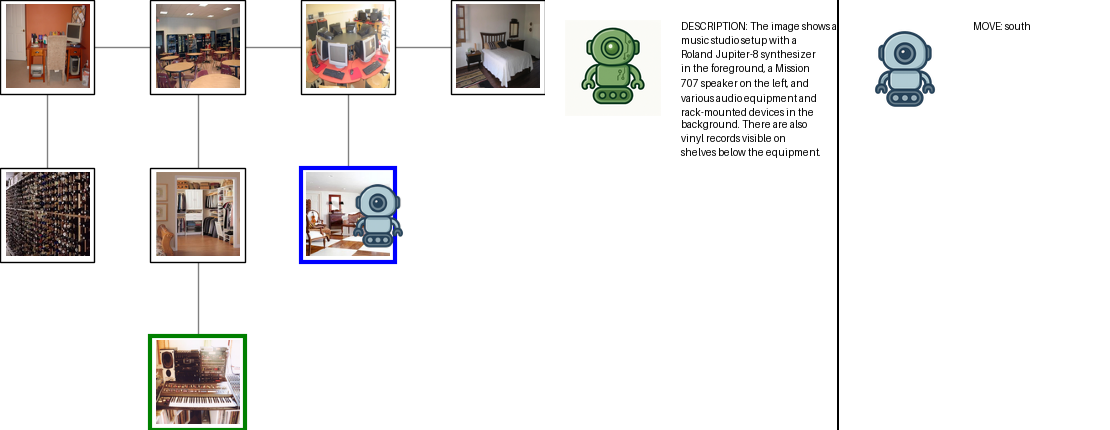 DESCRIPTION: The image shows a
music studio setup with a
Roland Jupiter-8 synthesizer
in the foreground, a Mission
707 speaker on the left, and
various audio equipment and
rack-mounted devices in the
background. There are also
vinyl records visible on
shelves below the equipment.
MOVE: south